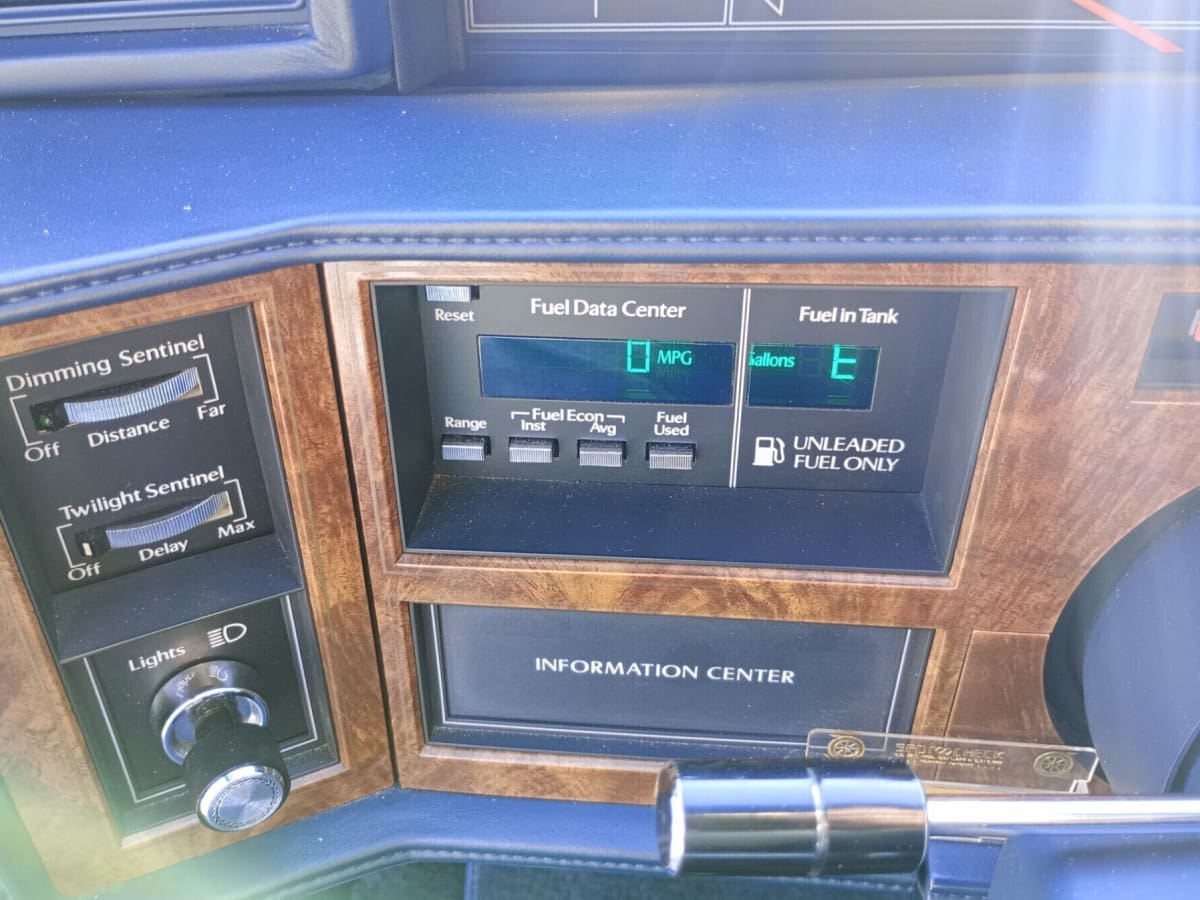 Dimming Sentinel
Off
Distance
Far
Twilight Sentinel
Off
Delay
Max
Lights
Reset
Fuel Data Center
0 MPG
Range
Fuel Econ
Inst
Avg
Fuel
Used
Fuel in Tank
Gallons E
UNLEADED
FUEL ONLY
INFORMATION CENTER